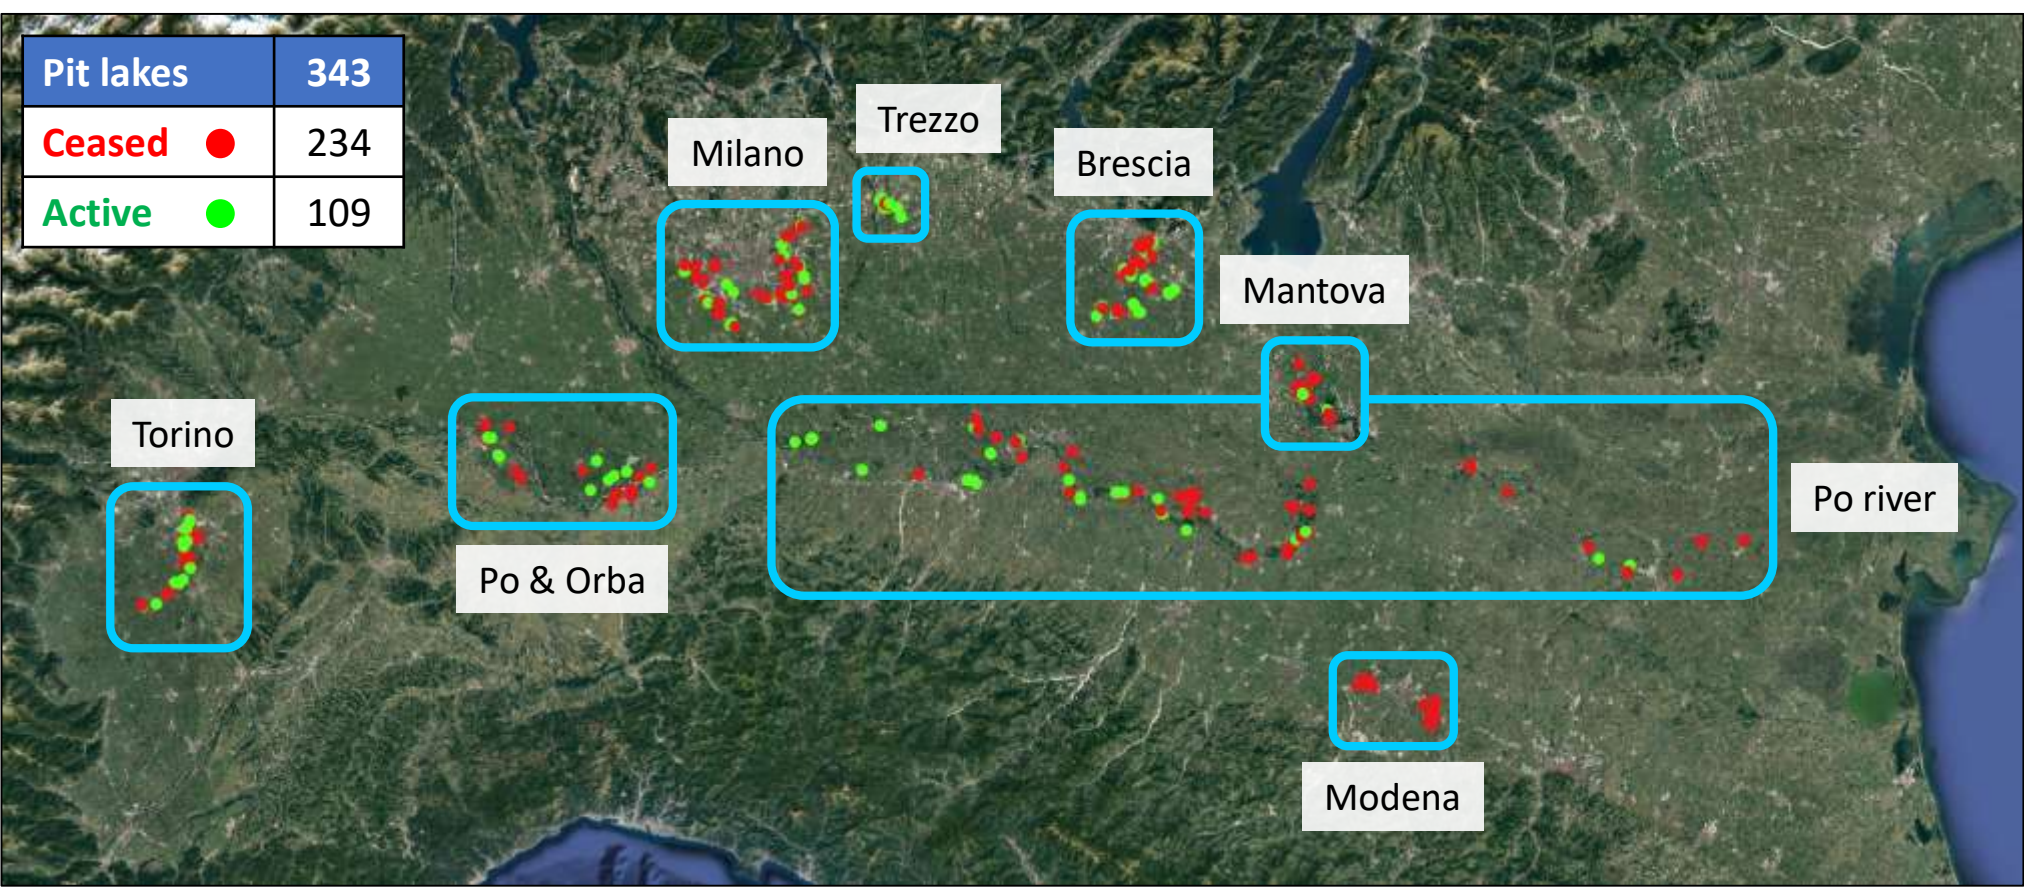 Pit lakes 343
Ceased 234
Active 109
Trezzo
Milano
Brescia
Mantova
Torino
Po river
Po & Orba
Modena